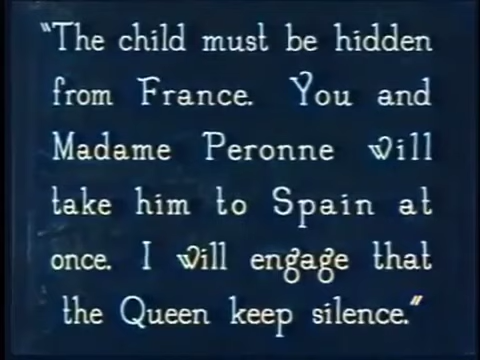 "The child must be hidden
from France. You and
Madame Peronne will
take him to Spain at
once. I will engage that
the Queen keep silence."